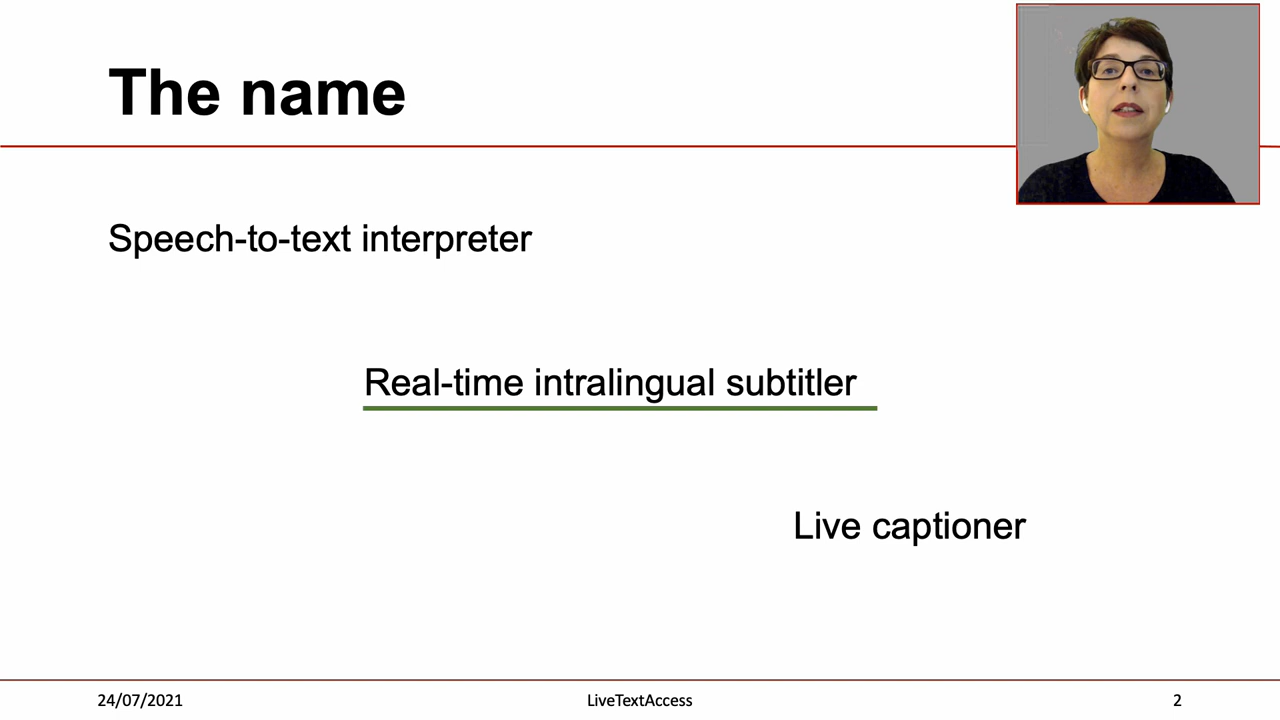 The name
Speech-to-text interpreter
Real-time intralingual subtitler
Live captioner
24/07/2021
LiveTextAccess
2